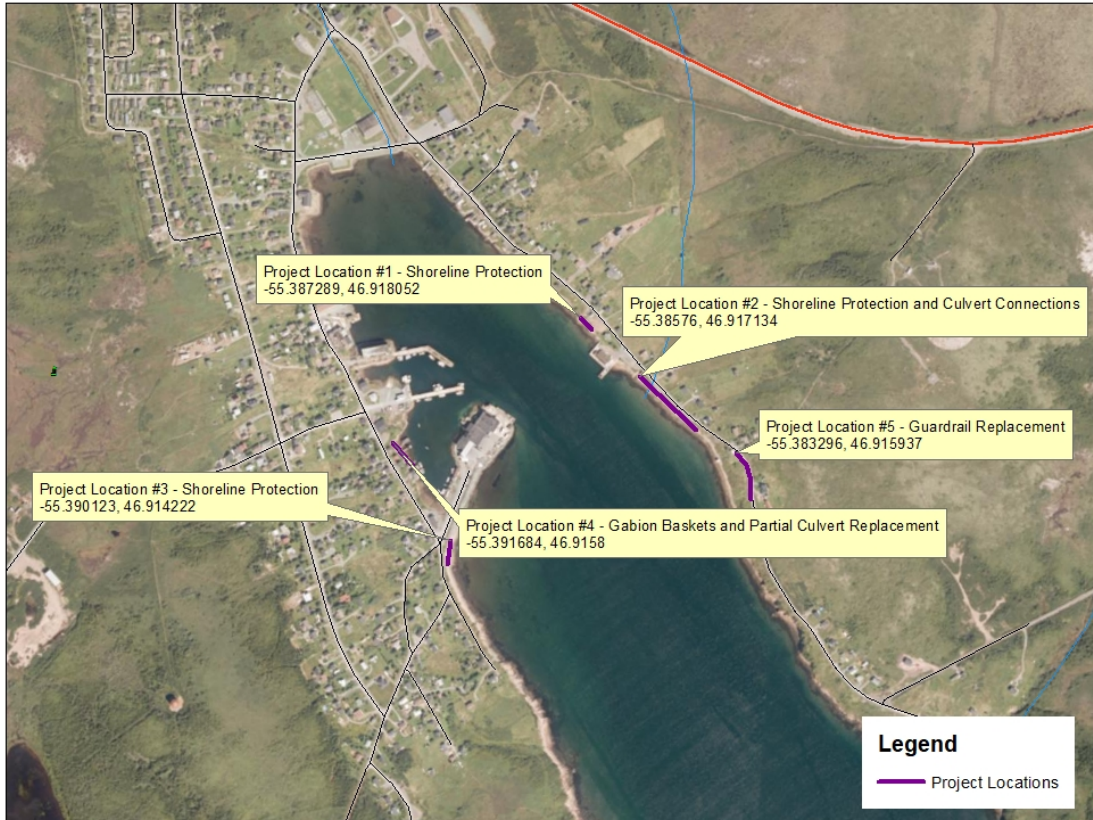 Project Location #1 - Shoreline Protection
-55.387289, 46.918052
Project Location #2 - Shoreline Protection and Culvert Connections
-55.38576, 46.917134
Project Location #5 - Guardrail Replacement
-55.383296, 46.915937
Project Location #3 - Shoreline Protection
-55.390123, 46.914222
Project Location #4 - Gabion Baskets and Partial Culvert Replacement
-55.391684, 46.9158
Legend
Project Locations